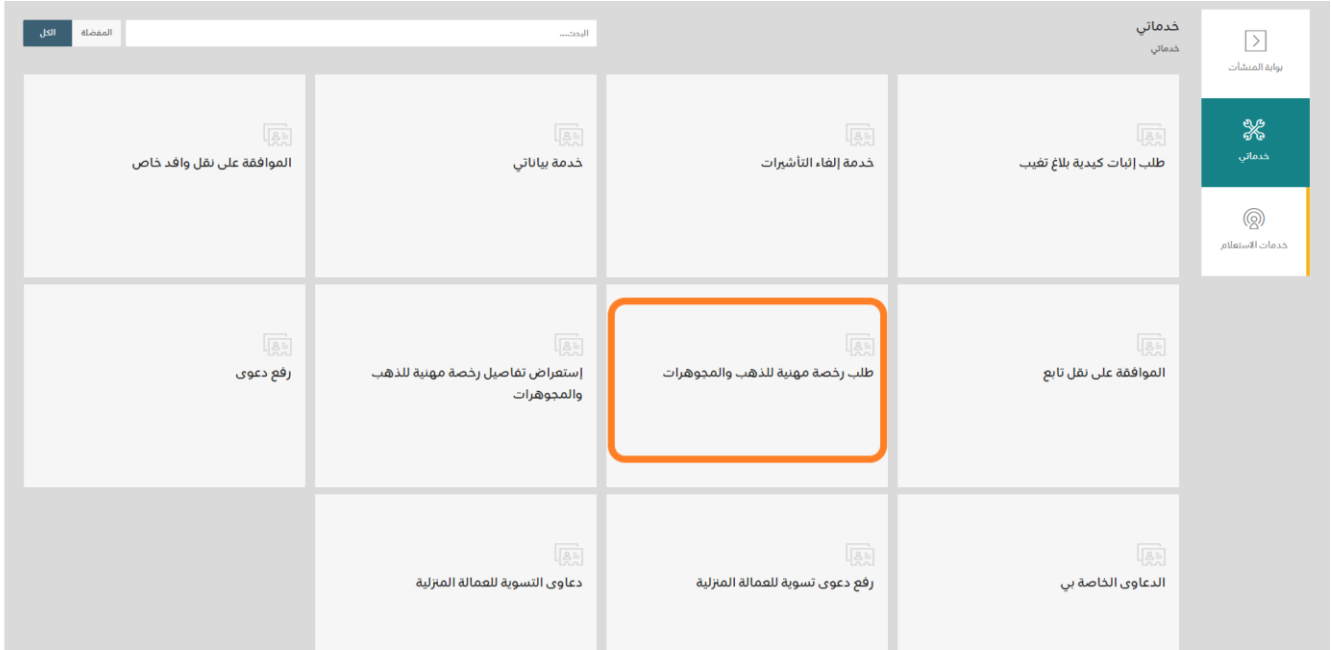 خدماتي
خدماتي
البحث....
المفضلة
الكل
بوابة المنشآت
خدماتي
خدمات الاستعلام
طلب إثبات كيدية بلاغ تغيب
خدمة إلغاء التأشيرات
خدمة بياناتي
الموافقة على نقل وافد خاص
الموافقة على نقل تابع
طلب رخصة مهنية للذهب والمجوهرات
إستعراض تفاصيل رخصة مهنية للذهب
والمجوهرات
رفع دعوى
الدعاوى الخاصة بي
رفع دعوى تسوية للعمالة المنزلية
دعاوى التسوية للعمالة المنزلية